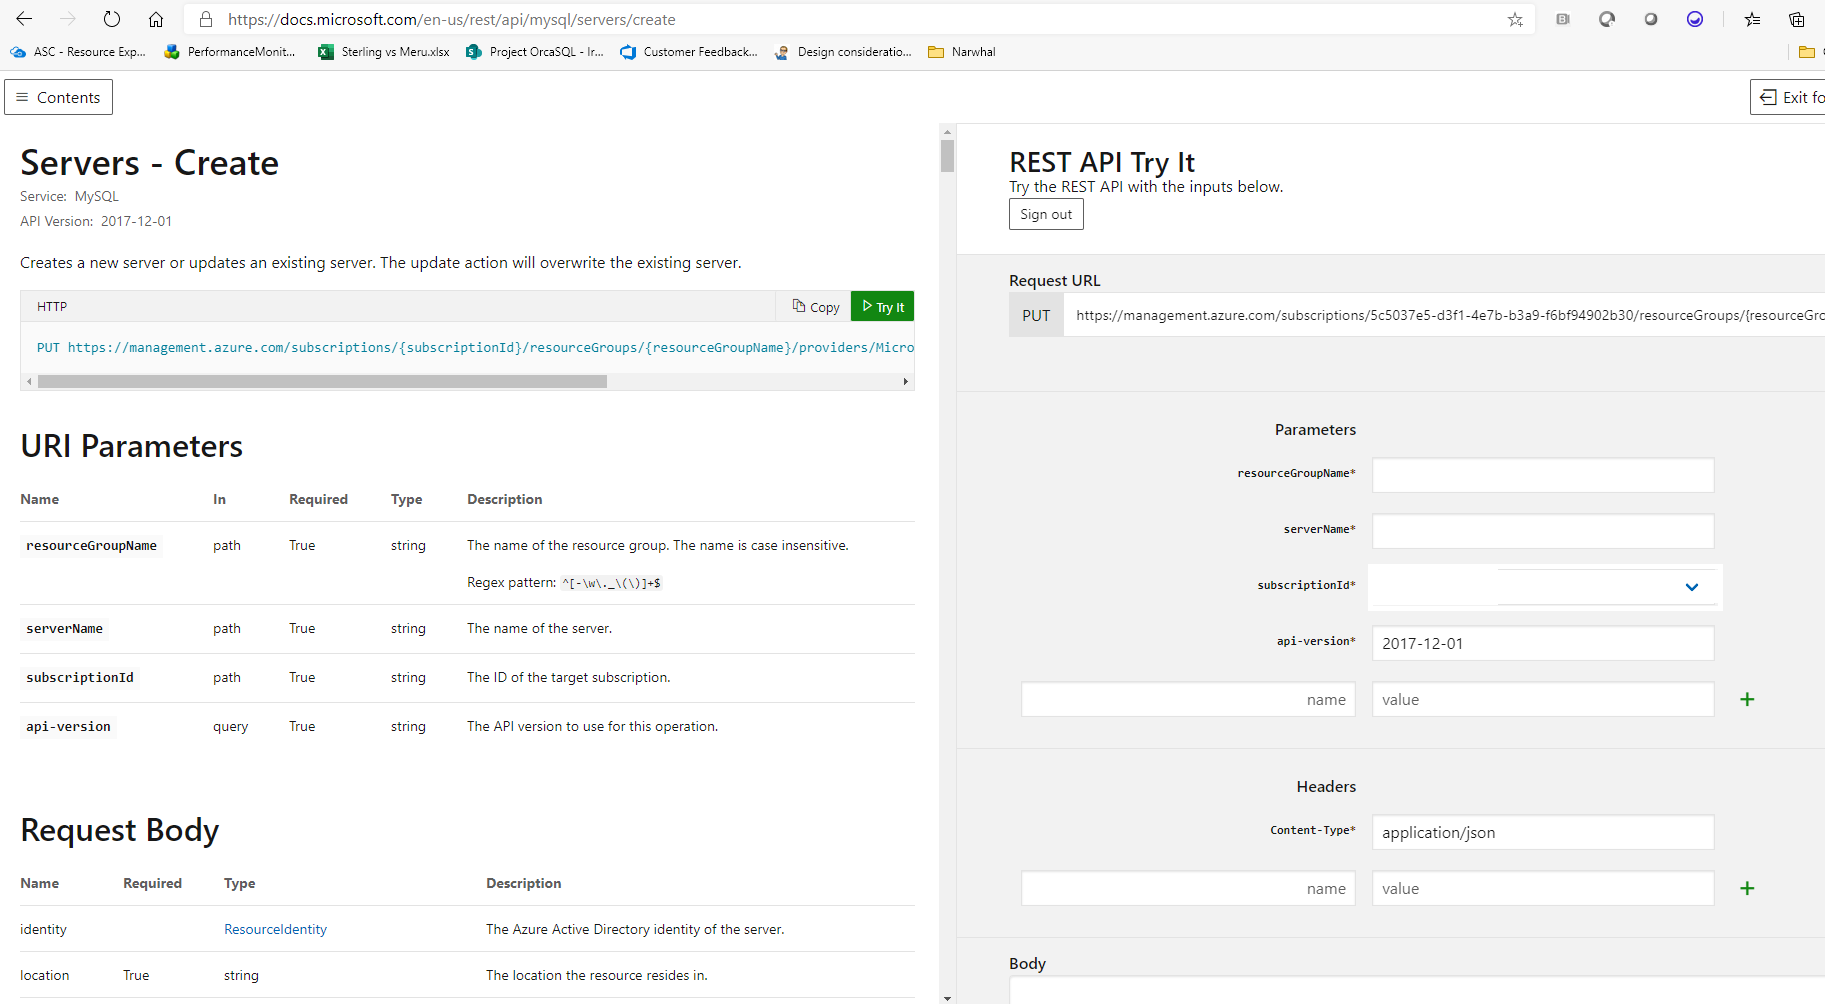 https://docs.microsoft.com/en-us/rest/api/mysql/servers/create
ASC - Resource Exp... PerformanceMonit... Sterling vs Meru.xlsx Project OrcaSQL - Ir... Customer Feedback... Design consideratio... Narwhal
Contents
Exit fo
Servers - Create
Service: MySQL
API Version: 2017-12-01
Creates a new server or updates an existing server. The update action will overwrite the existing server.
HTTP Copy Try It
PUT https://management.azure.com/subscriptions/{subscriptionId}/resourceGroups/{resourceGroupName}/providers/Micro
URI Parameters
Name In Required Type Description
resourceGroupName path True string The name of the resource group. The name is case insensitive.
Regex pattern: ^[-\w\._\(\)]+$
serverName path True string The name of the server.
subscriptionId path True string The ID of the target subscription.
api-version query True string The API version to use for this operation.
Request Body
Name Required Type Description
identity ResourceIdentity The Azure Active Directory identity of the server.
location True string The location the resource resides in.
REST API Try It
Try the REST API with the inputs below.
Sign out
Request URL
PUT https://management.azure.com/subscriptions/5c5037e5-d3f1-4e7b-b3a9-f6bf94902b30/resourceGroups/{resourceGro
Parameters
resourceGroupName*
serverName*
subscriptionId*
api-version* 2017-12-01
name value
Headers
Content-Type* application/json
name value
Body